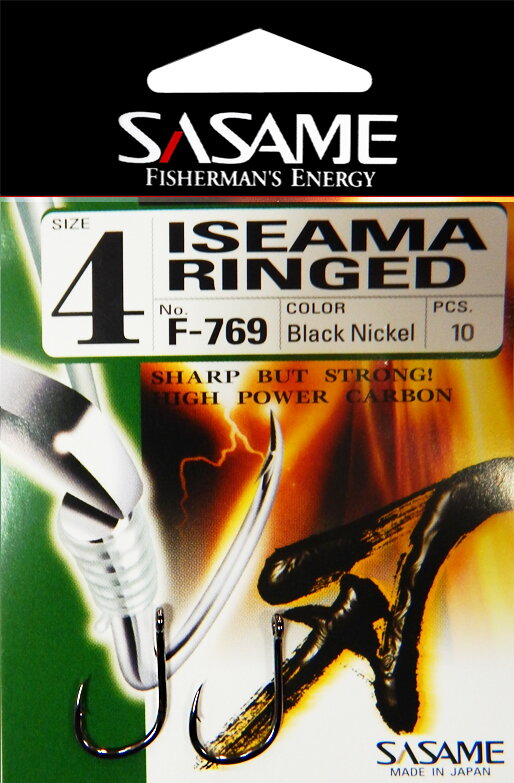 SASAME
FISHERMAN'S ENERGY
SIZE
4
ISEAMA
RINGED
No.
F-769
COLOR
Black Nickel
PCS.
10
SHARP BUT STRONG!
HIGH POWER CARBON
SASAME
MADE IN JAPAN